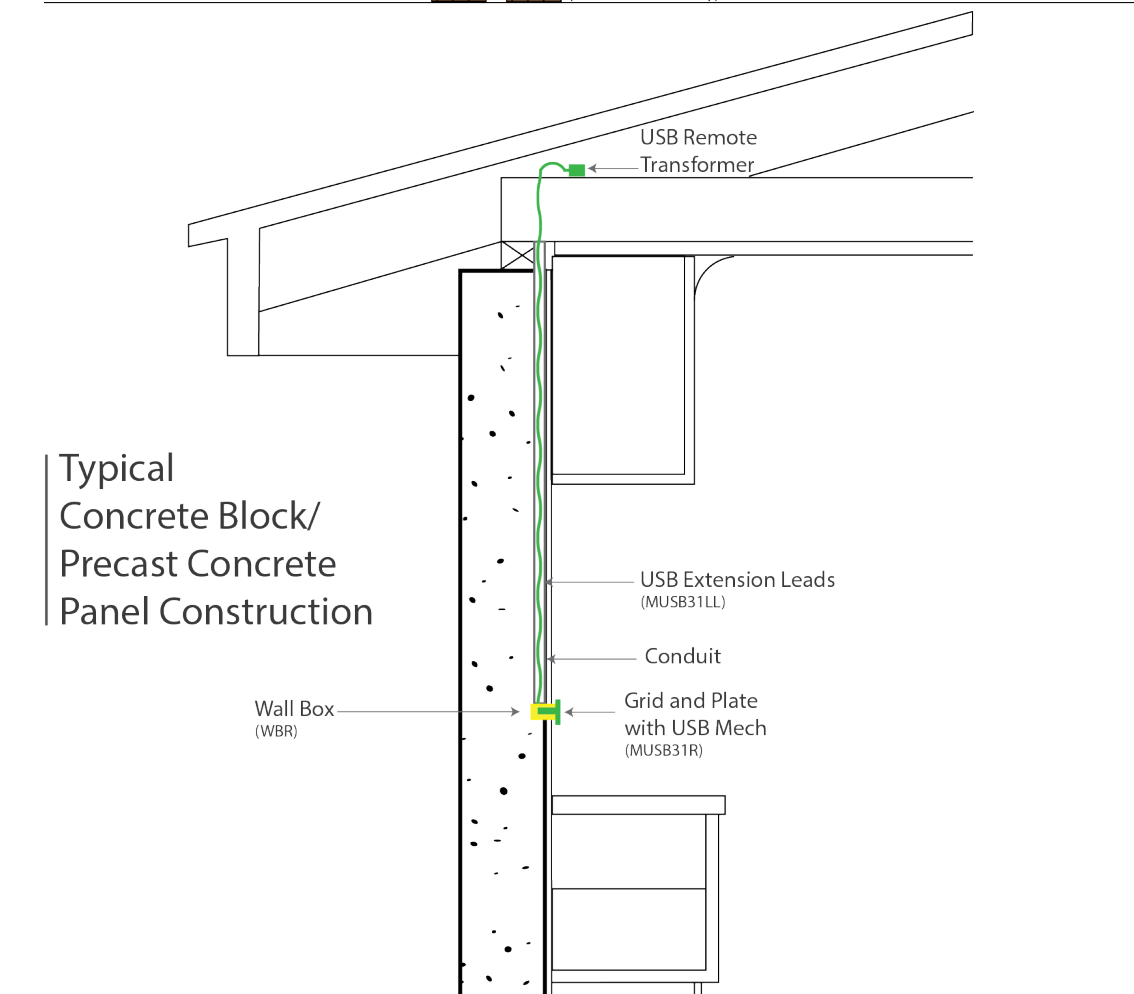 USB Remote
Transformer
Typical
Concrete Block/
Precast Concrete
Panel Construction
USB Extension Leads
(MUSB31LL)
Conduit
Wall Box
(WBR)
Grid and Plate
with USB Mech
(MUSB31R)